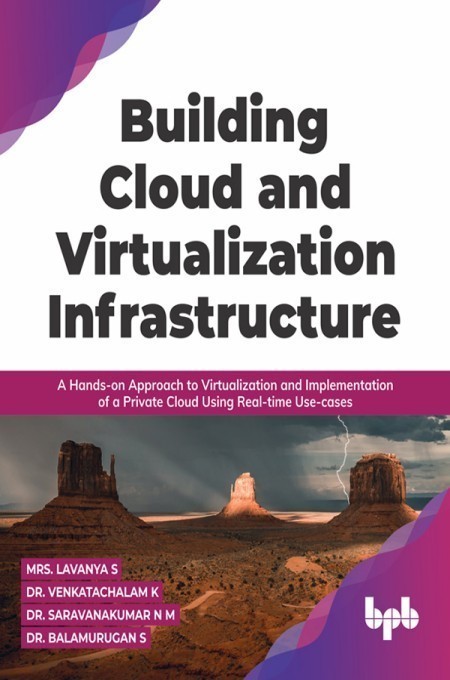 Building
Cloud and
Virtualization
Infrastructure
A Hands-on Approach to Virtualization and Implementation
of a Private Cloud Using Real-time Use-cases
MRS. LAVANYA S
DR. VENKATACHALAM K
DR. SARAVANAKUMAR N M
DR. BALAMURUGAN S
bpb